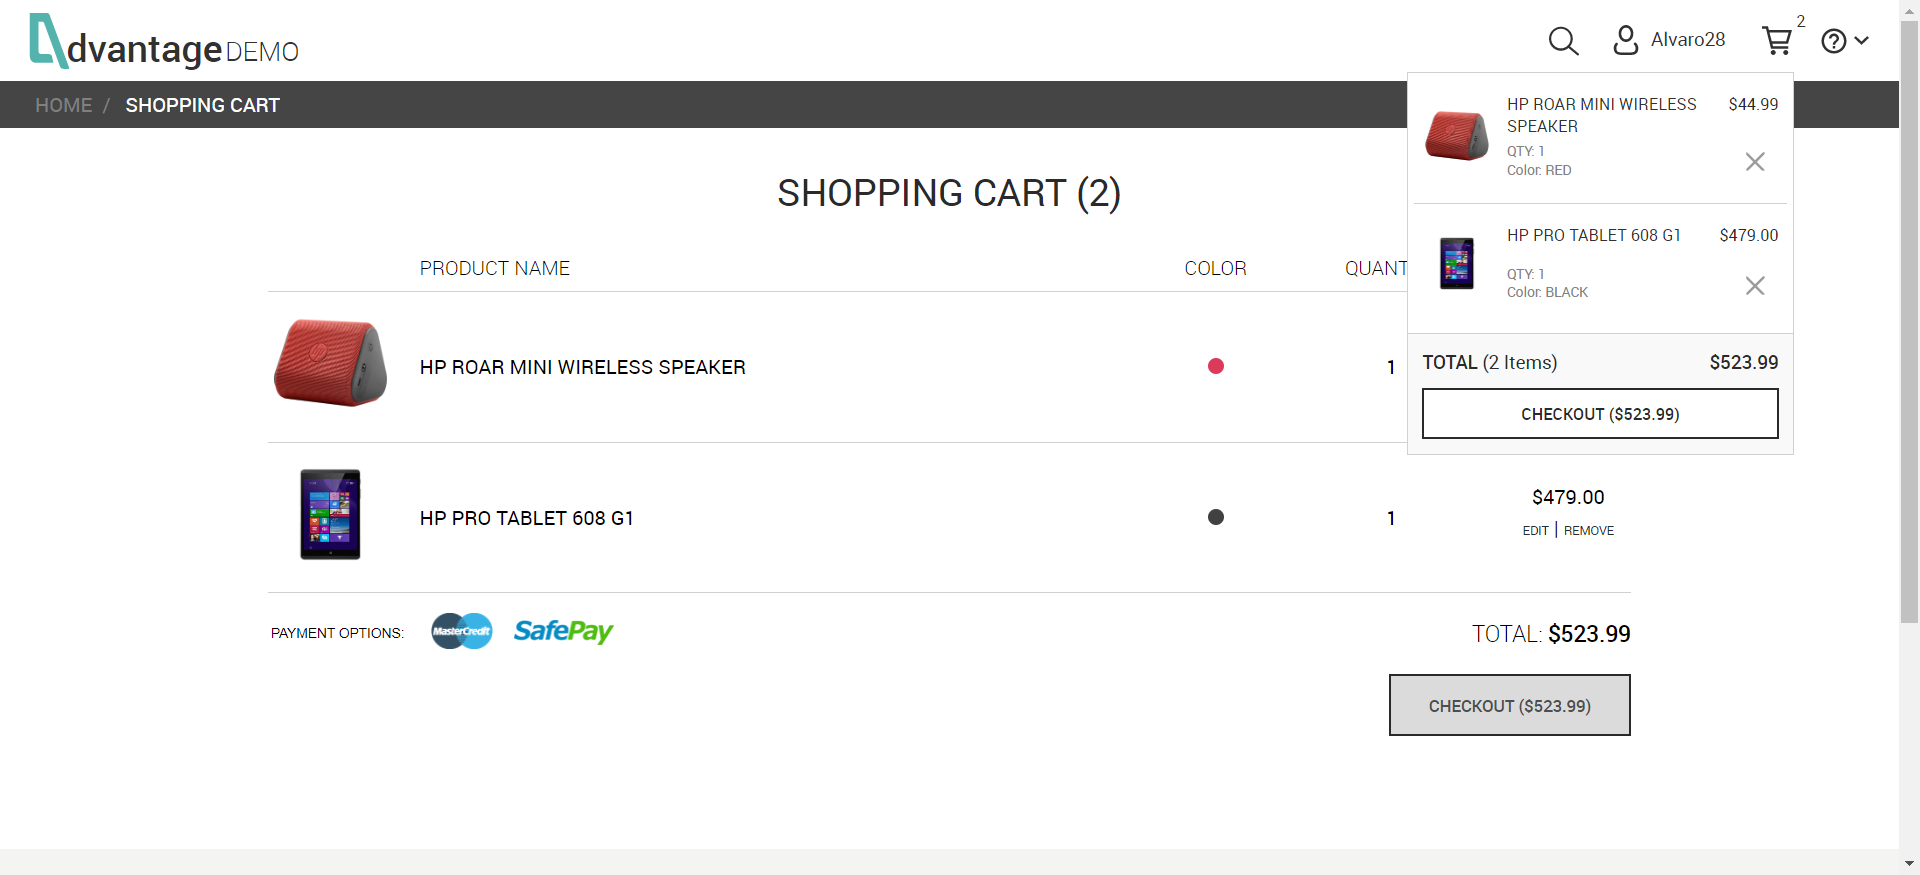 dvantage DEMO
Alvaro28
2
HOME / SHOPPING CART
HP ROAR MINI WIRELESS
SPEAKER
$44.99
QTY: 1
Color: RED
HP PRO TABLET 608 G1
$479.00
QTY: 1
Color: BLACK
TOTAL (2 Items)
$523.99
CHECKOUT ($523.99)
SHOPPING CART (2)
PRODUCT NAME
COLOR
QUANT
HP ROAR MINI WIRELESS SPEAKER
1
HP PRO TABLET 608 G1
1
$479.00
EDIT | REMOVE
PAYMENT OPTIONS:
MasterCredit
SafePay
TOTAL: $523.99
CHECKOUT ($523.99)